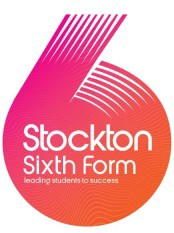 Stockton
Sixth Form
leading students to success